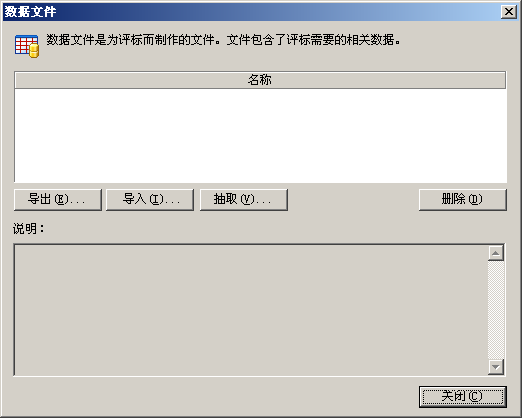 数据文件
数据文件是为评标而制作的文件。文件包含了评标需要的相关数据。
名称
导出(E)... 导入(I)... 抽取(V)... 删除(D)
说明：
关闭(C)